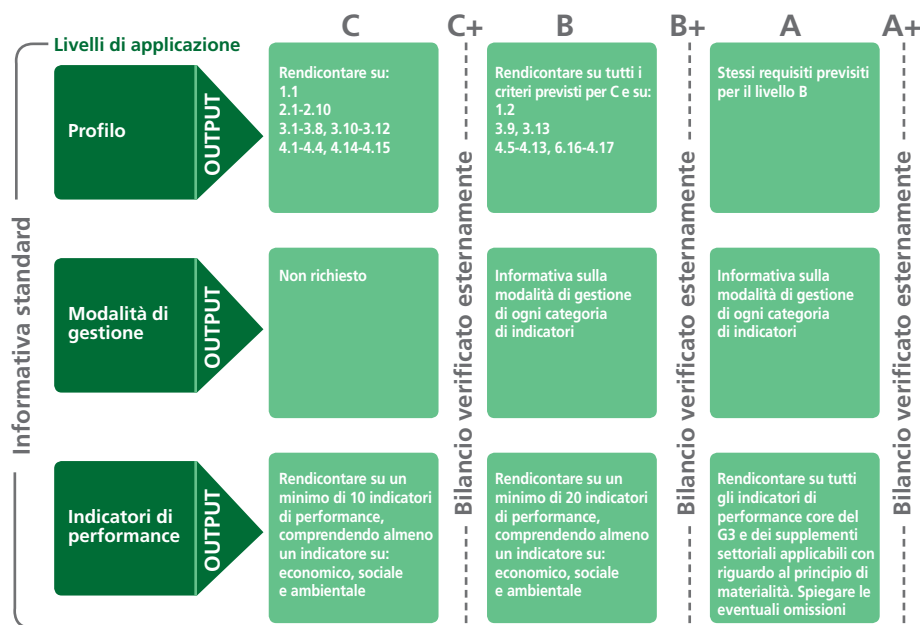 C
C+
B
B+
A
A+
Livelli di applicazione
Informativa standard
Profilo
OUTPUT
Rendicontare su:
1.1
2.1-2.10
3.1-3.8, 3.10-3.12
4.1-4.4, 4.14-4.15
Rendicontare su tutti i
criteri previsti per C e su:
1.2
3.9, 3.13
4.5-4.13, 6.16-4.17
Stessi requisiti previsiti
per il livello B
Modalità di
gestione
OUTPUT
Non richiesto
Informativa sulla
modalità di gestione
di ogni categoria
di indicatori
Informativa sulla
modalità di gestione
di ogni categoria
di indicatori
Indicatori di
performance
OUTPUT
Rendicontare su un
minimo di 10 indicatori
di performance,
comprendendo almeno
un indicatore su:
economico, sociale
e ambientale
Rendicontare su un
minimo di 20 indicatori
di performance,
comprendendo almeno
un indicatore su:
economico, sociale
e ambientale
Rendicontare su tutti
gli indicatori di
performance core del
G3 e dei supplementi
settoriali applicabili con
riguardo al principio di
materialità. Spiegare le
eventuali omissioni
Bilancio verificato esternamente
Bilancio verificato esternamente
Bilancio verificato esternamente